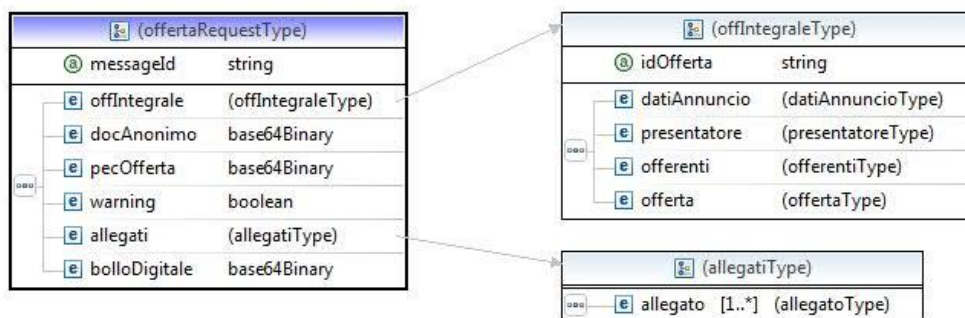 (offertaRequestType)
messageId string
offIntegrale (offIntegraleType)
docAnonimo base64Binary
pecOfferta base64Binary
warning boolean
allegati (allegatiType)
bolloDigitale base64Binary
(offIntegraleType)
idOfferta string
datiAnnuncio (datiAnnuncioType)
presentatore (presentatoreType)
offerenti (offerentiType)
offerta (offertaType)
(allegatiType)
allegato [1..*] (allegatoType)